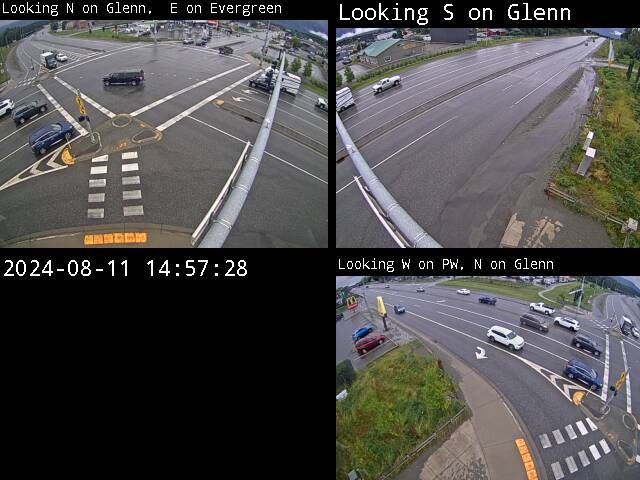 Looking N on Glenn, E on Evergreen
Looking S on Glenn
2024-08-11 14:57:28
Looking W on PW, N on Glenn